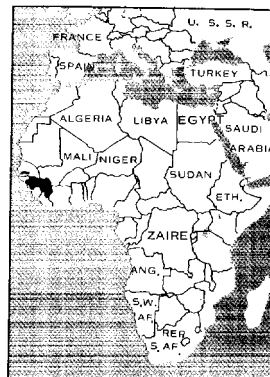 U. S. S. R.
FRANCE
SPAIN
TURKEY
ALGERIA
LIBYA
EGYPT
SAUDI
ARABIA
MALI
NIGER
SUDAN
ETH.
ZAIRE
ANG.
S.W.
AF.
REP.
S. AF.